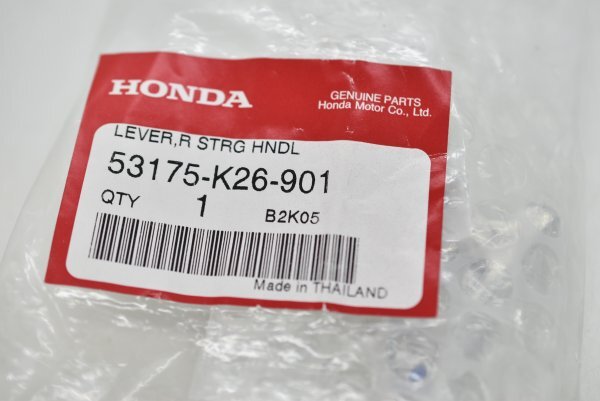 HONDA
GENUINE PARTS
Honda Motor Co., Ltd.
LEVER,R STRG HNDL
53175-K26-901
QTY 1 B2K05
Made in THAILAND